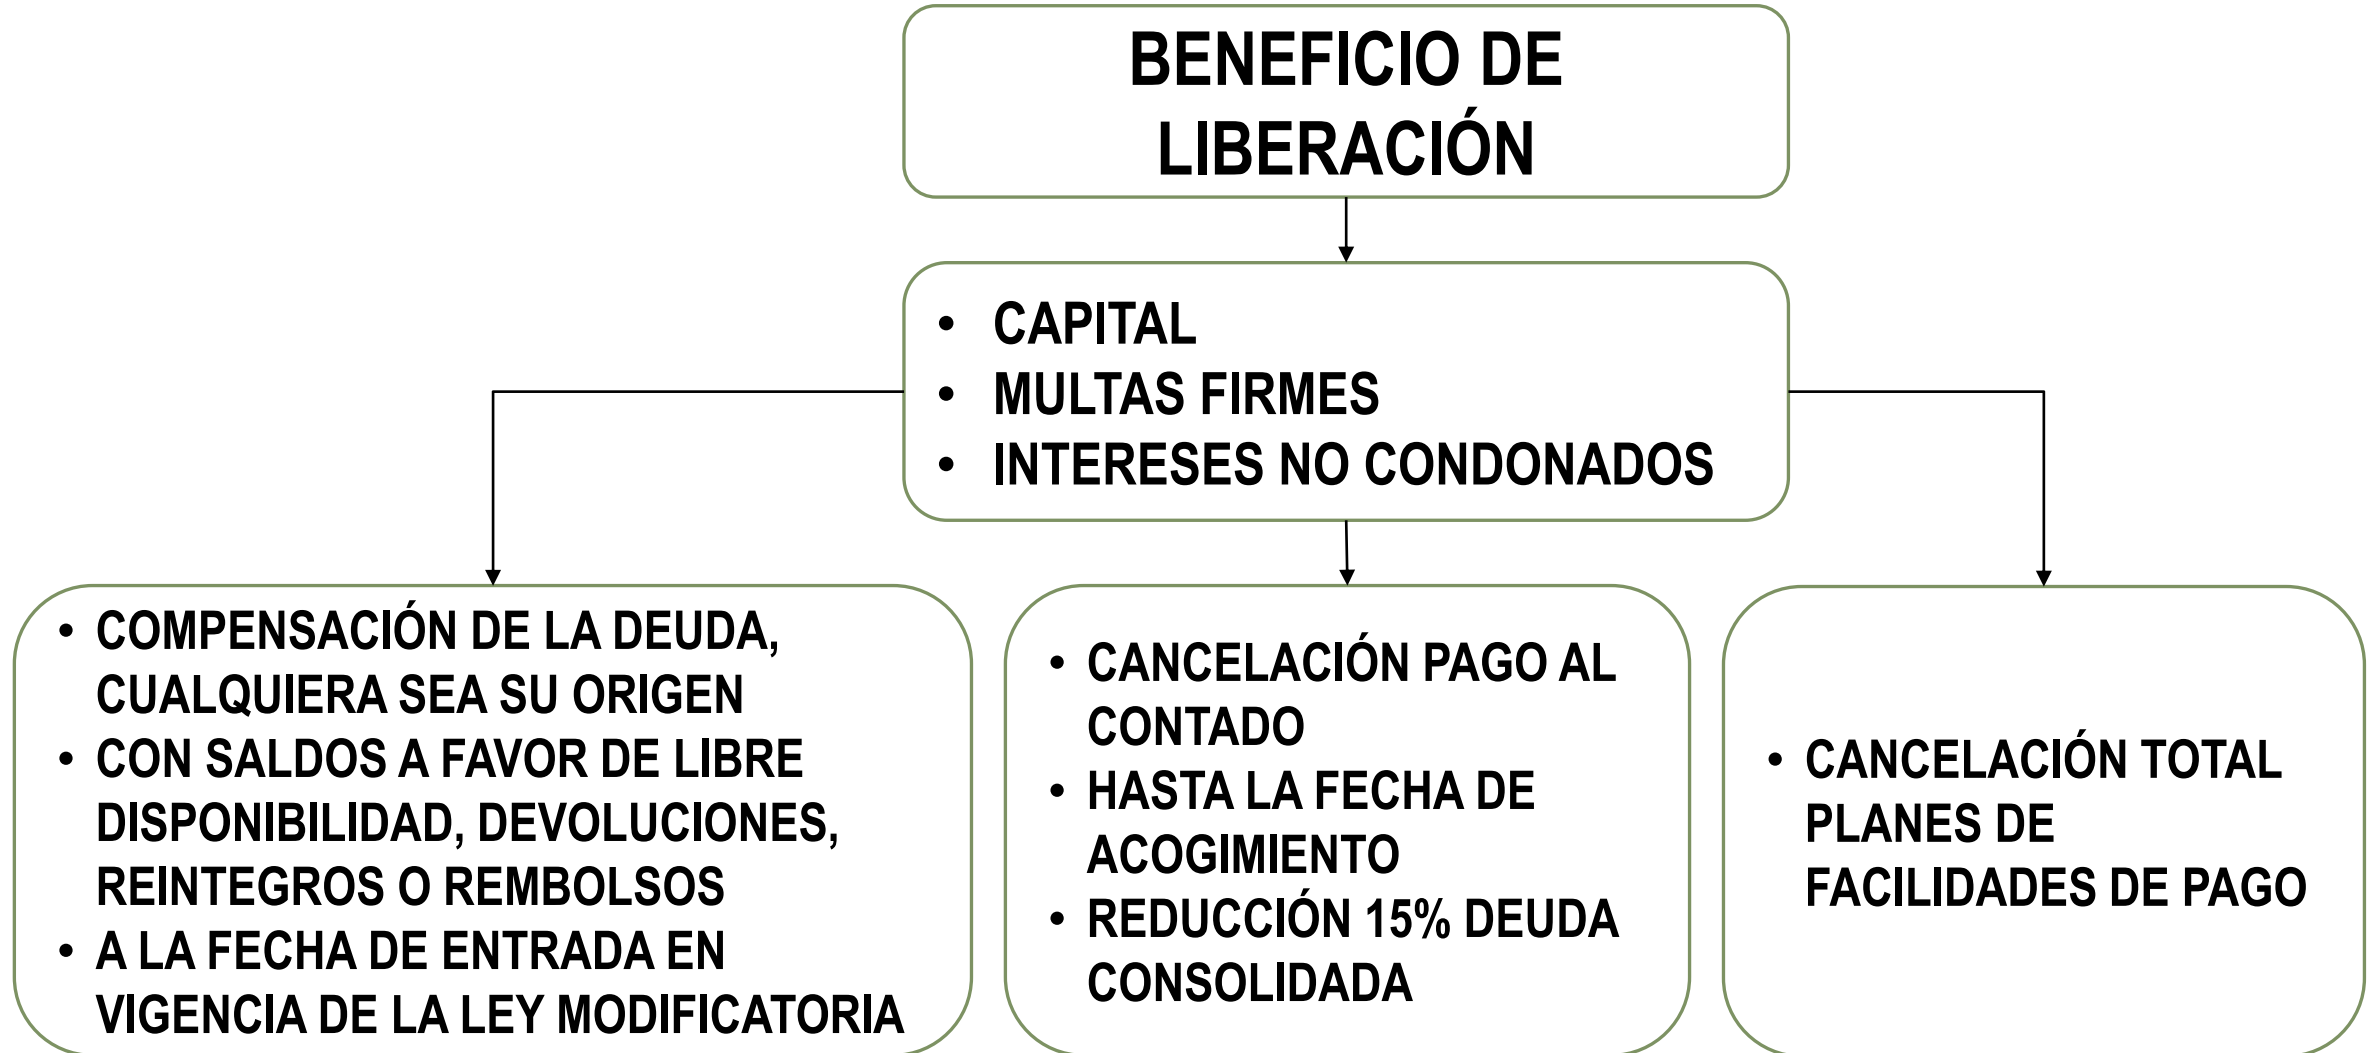 BENEFICIO DE
LIBERACIÓN
• CAPITAL
• MULTAS FIRMES
• INTERESES NO CONDONADOS
• COMPENSACIÓN DE LA DEUDA,
CUALQUIERA SEA SU ORIGEN
• CON SALDOS A FAVOR DE LIBRE
DISPONIBILIDAD, DEVOLUCIONES,
REINTEGROS O REMBOLSOS
• A LA FECHA DE ENTRADA EN
VIGENCIA DE LA LEY MODIFICATORIA
• CANCELACIÓN PAGO AL
CONTADO
• HASTA LA FECHA DE
ACOGIMIENTO
• REDUCCIÓN 15% DEUDA
CONSOLIDADA
• CANCELACIÓN TOTAL
PLANES DE
FACILIDADES DE PAGO